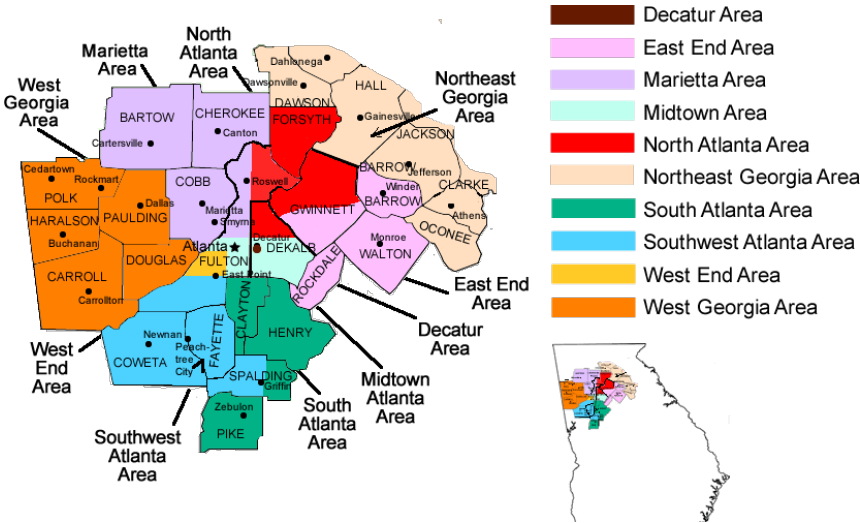 Marietta
Area
North
Atlanta
Area
West
Georgia
Area
Northeast
Georgia
Area
Dahlonega
Dawsonville
DAWSON
HALL
Gainesville
FORSYTH
JACKSON
BARTOW
Cartersville
CHEROKEE
Canton
BARROW
Jefferson
Cedartown
Rockmart
POLK
COBB
Roswell
Winder
BARROW
CLARKE
Athens
HARALSON
Buchanan
PAULDING
Dallas
Marietta
Smyrna
GWINNETT
OCONEE
Atlanta
Decatur
DEKALB
Monroe
WALTON
DOUGLAS
FULTON
East Point
CARROLL
Carrollton
ROCKDALE
East End
Area
CLAYTON
HENRY
Decatur
Area
Newnan
Peach-
tree
City
FAYETTE
COWETA
West
End
Area
SPALDING
Griffin
Midtown
Atlanta
Area
South
Atlanta
Area
Zebulon
PIKE
Southwest
Atlanta
Area
Decatur Area
East End Area
Marietta Area
Midtown Area
North Atlanta Area
Northeast Georgia Area
South Atlanta Area
Southwest Atlanta Area
West End Area
West Georgia Area